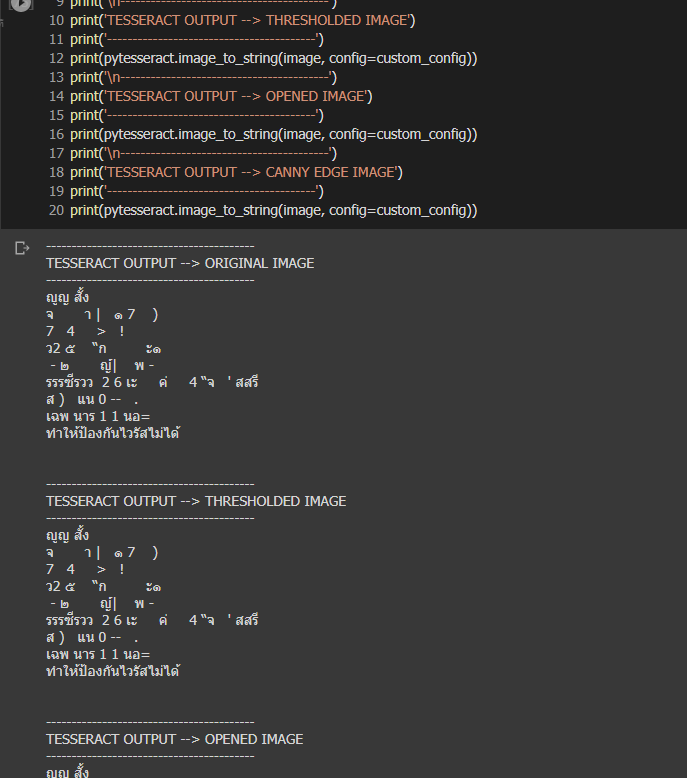 9 print('\n-----------------------------------------')
10 print('TESSERACT OUTPUT --> THRESHOLDED IMAGE')
11 print('-----------------------------------------')
12 print(pytesseract.image_to_string(image, config=custom_config))
13 print('\n-----------------------------------------')
14 print('TESSERACT OUTPUT --> OPENED IMAGE')
15 print('-----------------------------------------')
16 print(pytesseract.image_to_string(image, config=custom_config))
17 print('\n-----------------------------------------')
18 print('TESSERACT OUTPUT --> CANNY EDGE IMAGE')
19 print('-----------------------------------------')
20 print(pytesseract.image_to_string(image, config=custom_config))
-----------------------------------------
TESSERACT OUTPUT --> ORIGINAL IMAGE
-----------------------------------------
ญูญ สั้ง
จ า | ๑ 7 )
7 4 > !
ว2 ๕ “ก ะ๑
- ๒ ญ์| พ -
รรรซีรวว 2 6 เะ ค่ 4 “จ ' สสรี
ส ) แน 0 -- .
เฉพ นาร 1 1 นอ=
ทำให้ป้องกันไวรัสไม่ได้
-----------------------------------------
TESSERACT OUTPUT --> THRESHOLDED IMAGE
-----------------------------------------
ญูญ สั้ง
จ า | ๑ 7 )
7 4 > !
ว2 ๕ “ก ะ๑
- ๒ ญ์| พ -
รรรซีรวว 2 6 เะ ค่ 4 “จ ' สสรี
ส ) แน 0 -- .
เฉพ นาร 1 1 นอ=
ทำให้ป้องกันไวรัสไม่ได้
-----------------------------------------
TESSERACT OUTPUT --> OPENED IMAGE
-----------------------------------------
ญูญ สั้ง